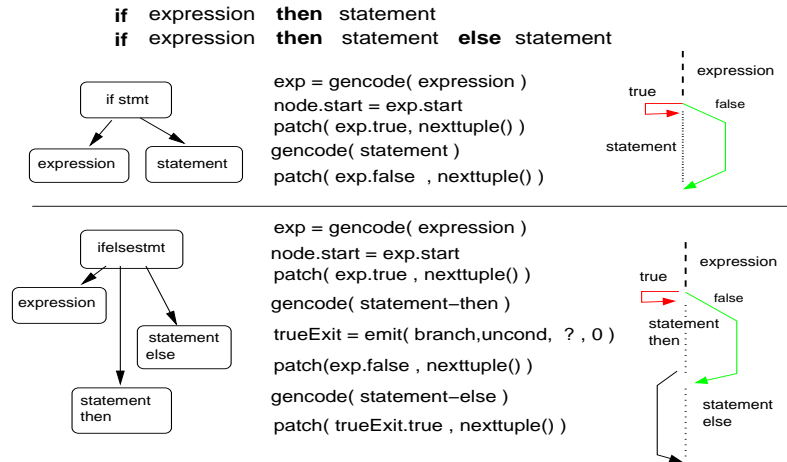 if expression then statement
if expression then statement else statement
if stmt
expression
statement
exp = gencode( expression )
node.start = exp.start
patch( exp.true, nexttuple() )
gencode( statement )
patch( exp.false , nexttuple() )
expression
true
false
statement
ifelsestmt
expression
statement
else
statement
then
exp = gencode( expression )
node.start = exp.start
patch( exp.true , nexttuple() )
gencode( statement−then )
trueExit = emit( branch,uncond, ? , 0 )
patch(exp.false , nexttuple() )
gencode( statement−else )
patch( trueExit.true , nexttuple() )
expression
true
false
statement
then
statement
else